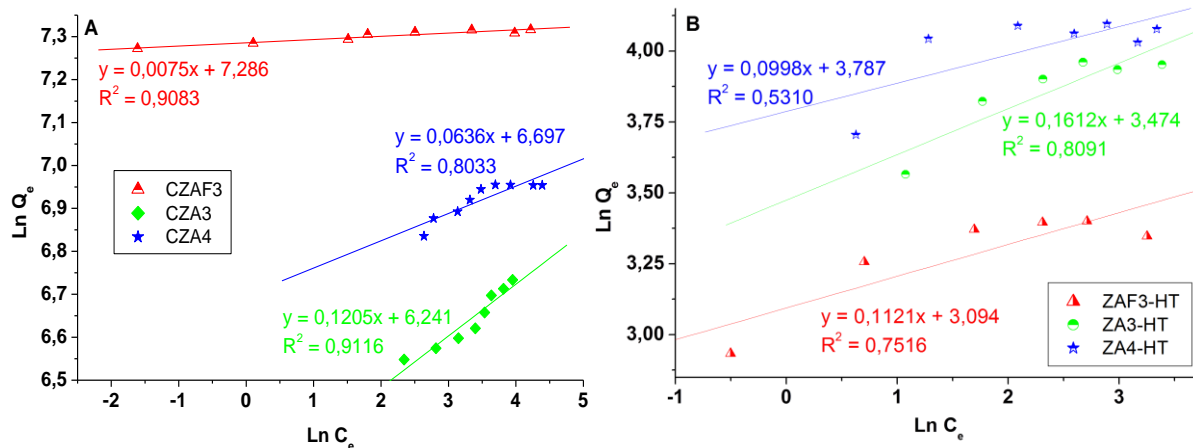 A
7,3
7,2
7,1
7,0
6,9
6,8
6,7
6,6
6,5
Ln Qₑ
y = 0,0075x + 7,286
R² = 0,9083
y = 0,0636x + 6,697
R² = 0,8033
CZAF3
CZA3
CZA4
y = 0,1205x + 6,241
R² = 0,9116
-2 -1 0 1 2 3 4 5
Ln Cₑ
B
4,00
3,75
3,50
3,25
3,00
Ln Qₑ
y = 0,0998x + 3,787
R² = 0,5310
y = 0,1612x + 3,474
R² = 0,8091
y = 0,1121x + 3,094
R² = 0,7516
ZAF3-HT
ZA3-HT
ZA4-HT
-1 0 1 2 3
Ln Cₑ